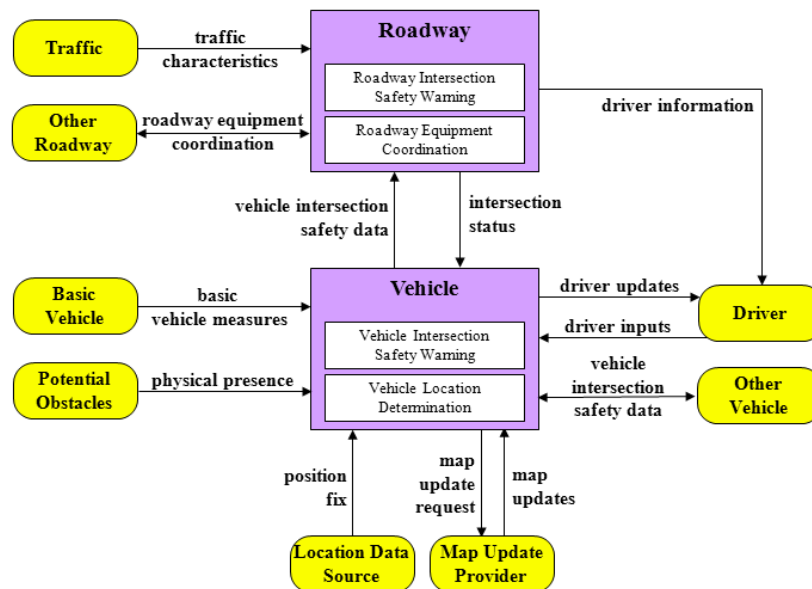 Roadway
Traffic
traffic
characteristics
Roadway Intersection
Safety Warning
driver information
Other
Roadway
roadway equipment
coordination
Roadway Equipment
Coordination
vehicle intersection
safety data
intersection
status
Vehicle
Basic
Vehicle
basic
vehicle measures
driver updates
Driver
Vehicle Intersection
Safety Warning
driver inputs
Potential
Obstacles
physical presence
Vehicle Location
Determination
vehicle
intersection
safety data
Other
Vehicle
position
fix
map
update
request
map
updates
Location Data
Source
Map Update
Provider